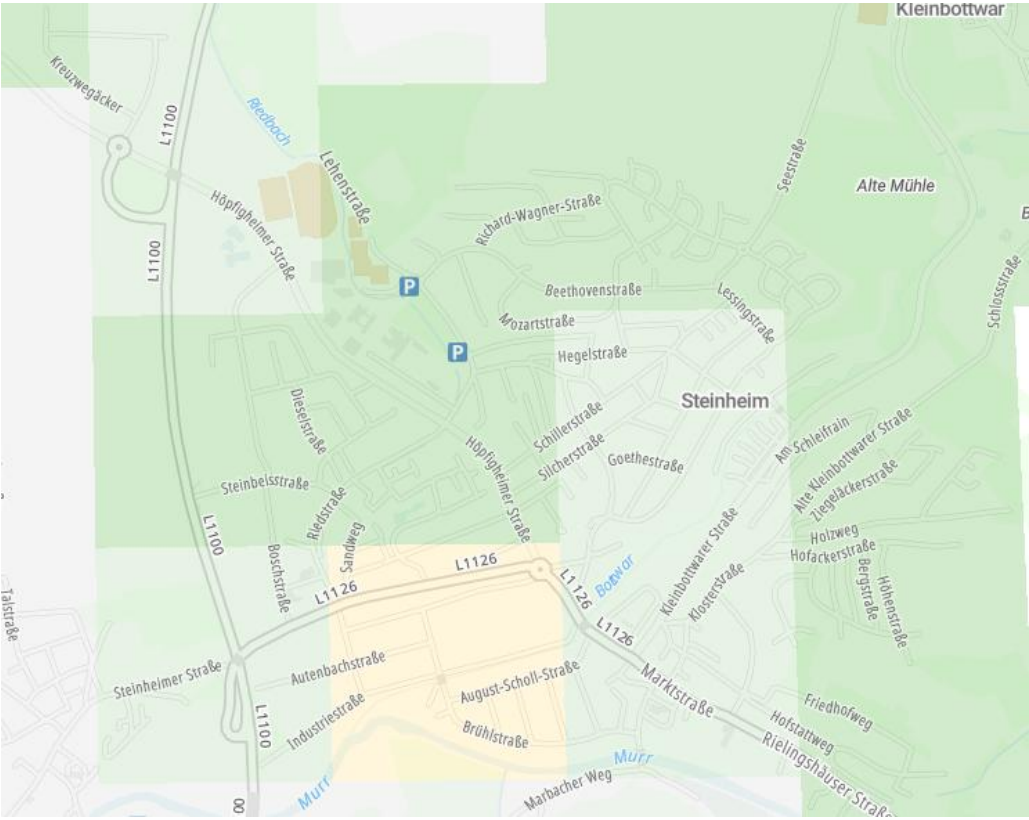 Kleinbottwar
Kreuzwegäcker
L1100
Riedbach
Lehenstraße
Seestraße
Alte Mühle
Höpfigheimer Straße
Richard-Wagner-Straße
B
L1100
P
Beethovenstraße
Lessingstraße
Schlossstraße
Mozartstraße
P
Hegelstraße
Steinheim
Dieselstraße
Schillerstraße
Silcherstraße
Goethestraße
Am Schleifrain
Alte Kleinbottwarer Straße
Ziegeläckerstraße
Höpfigheimer Straße
Steinbeisstraße
Riedstraße
Sandweg
L1100
Boschstraße
Holzweg
Hofäckerstraße
Bergstraße
Höhenstraße
Kleinbottwarer Straße
Klosterstraße
Bottwar
L1126
L1126
L1126
L1126
Talstraße
Steinheimer Straße
Autenbachstraße
August-Scholl-Straße
Marktstraße
Industriestraße
Brühlstraße
Friedhofweg
Hofstattweg
Rielingshäuser Straße
L1100
Murr
Murr
Marbacher Weg
00